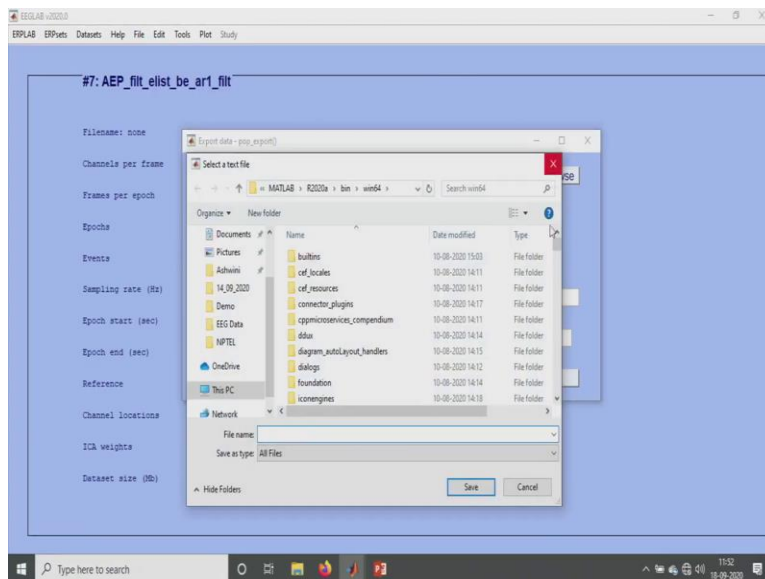 EEGLAB v2020.0
ERPLAB ERPsets Datasets Help File Edit Tools Plot Study
#7: AEP_filt_elist_be_ar1_filt
Filename: none
Channels per frame
Frames per epoch
Epochs
Events
Sampling rate (Hz)
Epoch start (sec)
Epoch end (sec)
Reference
Channel locations
ICA weights
Dataset size (Mb)
Export data - pop_export()
Select a text file
« MATLAB › R2020a › bin › win64 ›
Search win64
Organize New folder
Documents
Pictures
Ashwini
14_09_2020
Demo
EEG Data
NPTEL
OneDrive
This PC
Network
Name Date modified Type
builtins 10-08-2020 15:03 File folder
cef_locales 10-08-2020 14:11 File folder
cef_resources 10-08-2020 14:11 File folder
connector_plugins 10-08-2020 14:17 File folder
cppmicroservices_compendium 10-08-2020 14:11 File folder
ddux 10-08-2020 14:14 File folder
diagram_autoLayout_handlers 10-08-2020 14:15 File folder
dialogs 10-08-2020 14:12 File folder
foundation 10-08-2020 14:14 File folder
iconengines 10-08-2020 14:18 File folder
File name:
Save as type: All Files
Hide Folders
Save
Cancel
Type here to search
11:52
18-09-2020